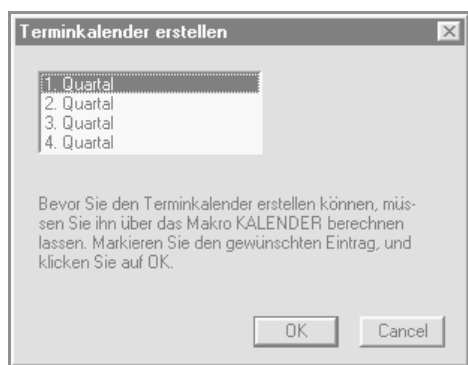 Terminkalender erstellen
1. Quartal
2. Quartal
3. Quartal
4. Quartal
Bevor Sie den Terminkalender erstellen können, müs-
sen Sie ihn über das Makro KALENDER berechnen
lassen. Markieren Sie den gewünschten Eintrag, und
klicken Sie auf OK.
OK Cancel